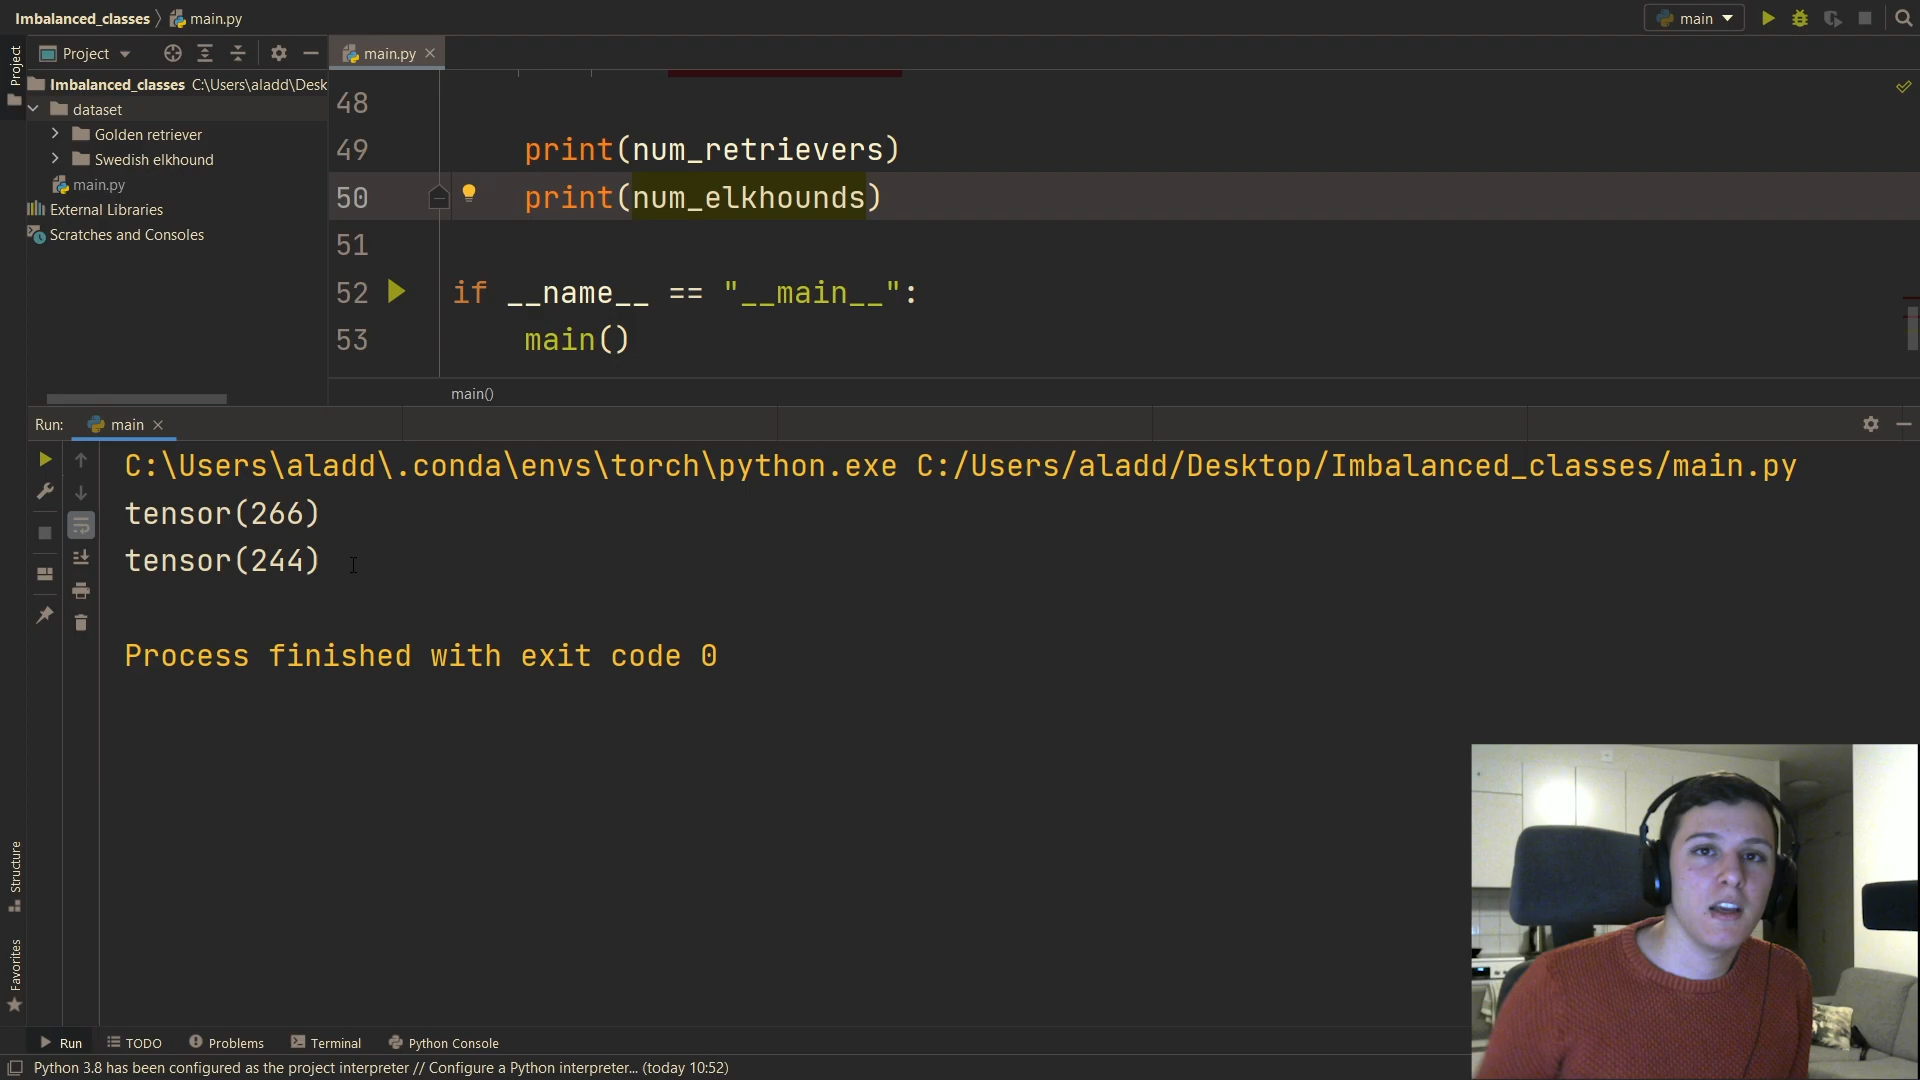 Imbalanced_classes main.py main
Project main.py
Project
Imbalanced_classes C:\Users\aladd\Desk
dataset
Golden retriever
Swedish elkhound
main.py
External Libraries
Scratches and Consoles
48
49 print(num_retrievers)
50 print(num_elkhounds)
51
52 if __name__ == "__main__":
53 main()
main()
Run: main
C:\Users\aladd\.conda\envs\torch\python.exe C:/Users/aladd/Desktop/Imbalanced_classes/main.py
tensor(266)
tensor(244)
Process finished with exit code 0
Structure
Favorites
Run TODO Problems Terminal Python Console
Python 3.8 has been configured as the project interpreter // Configure a Python interpreter... (today 10:52)